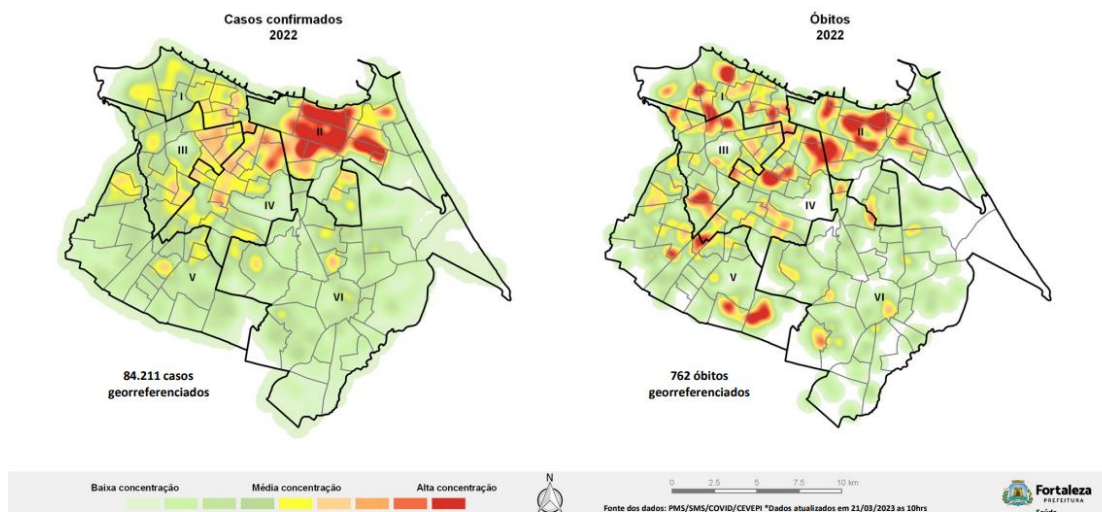 Casos confirmados
2022
I
II
III
IV
V
VI
84.211 casos
georreferenciados
Óbitos
2022
I
II
III
IV
V
VI
762 óbitos
georreferenciados
Baixa concentração
Média concentração
Alta concentração
N
0 2.5 5 7.5 10 km
Fonte dos dados: PMS/SMS/COVID/CEVEPI *Dados atualizados em 21/03/2023 as 10hrs
Fortaleza
PREFEITURA
Saúde